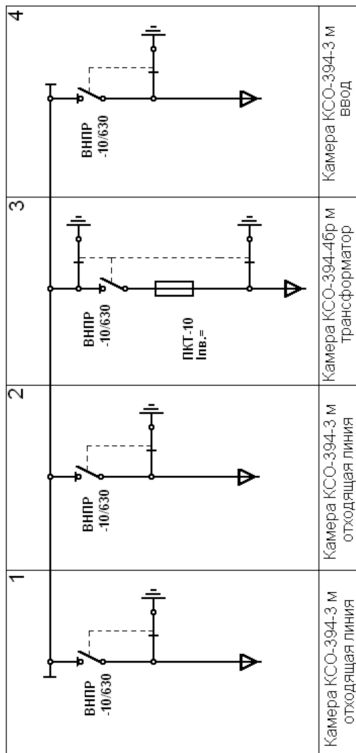 1
ВНПР
-10/630
Камера КСО-394-3 м
отходящая линия
2
ВНПР
-10/630
Камера КСО-394-3 м
отходящая линия
3
ВНПР
-10/630
ПКТ-10
Iпв.=
Камера КСО-394-4бр м
трансформатор
4
ВНПР
-10/630
Камера КСО-394-3 м
ввод